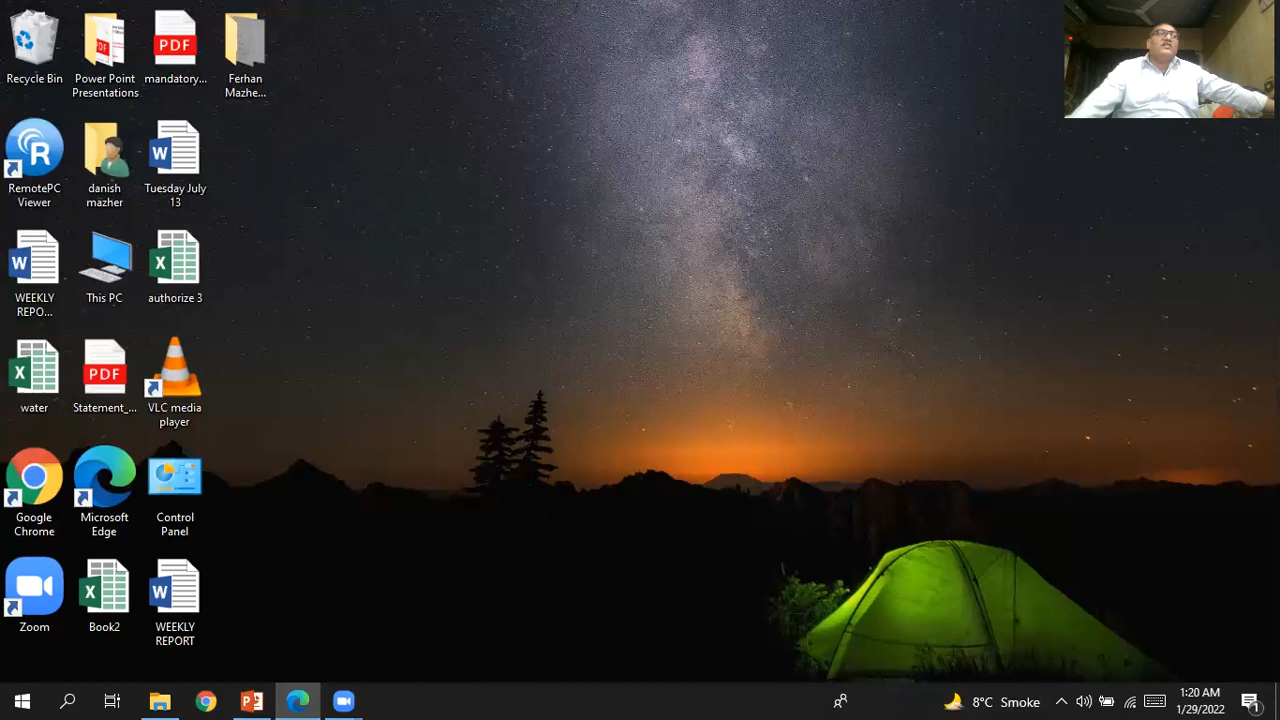 Recycle Bin
Power Point
Presentations
mandatory...
Ferhan
Mazhe...
RemotePC
Viewer
danish
mazher
Tuesday July
13
WEEKLY
REPO...
This PC
authorize 3
water
Statement_...
VLC media
player
Google
Chrome
Microsoft
Edge
Control
Panel
Zoom
Book2
WEEKLY
REPORT
8°C Smoke
1:20 AM
1/29/2022